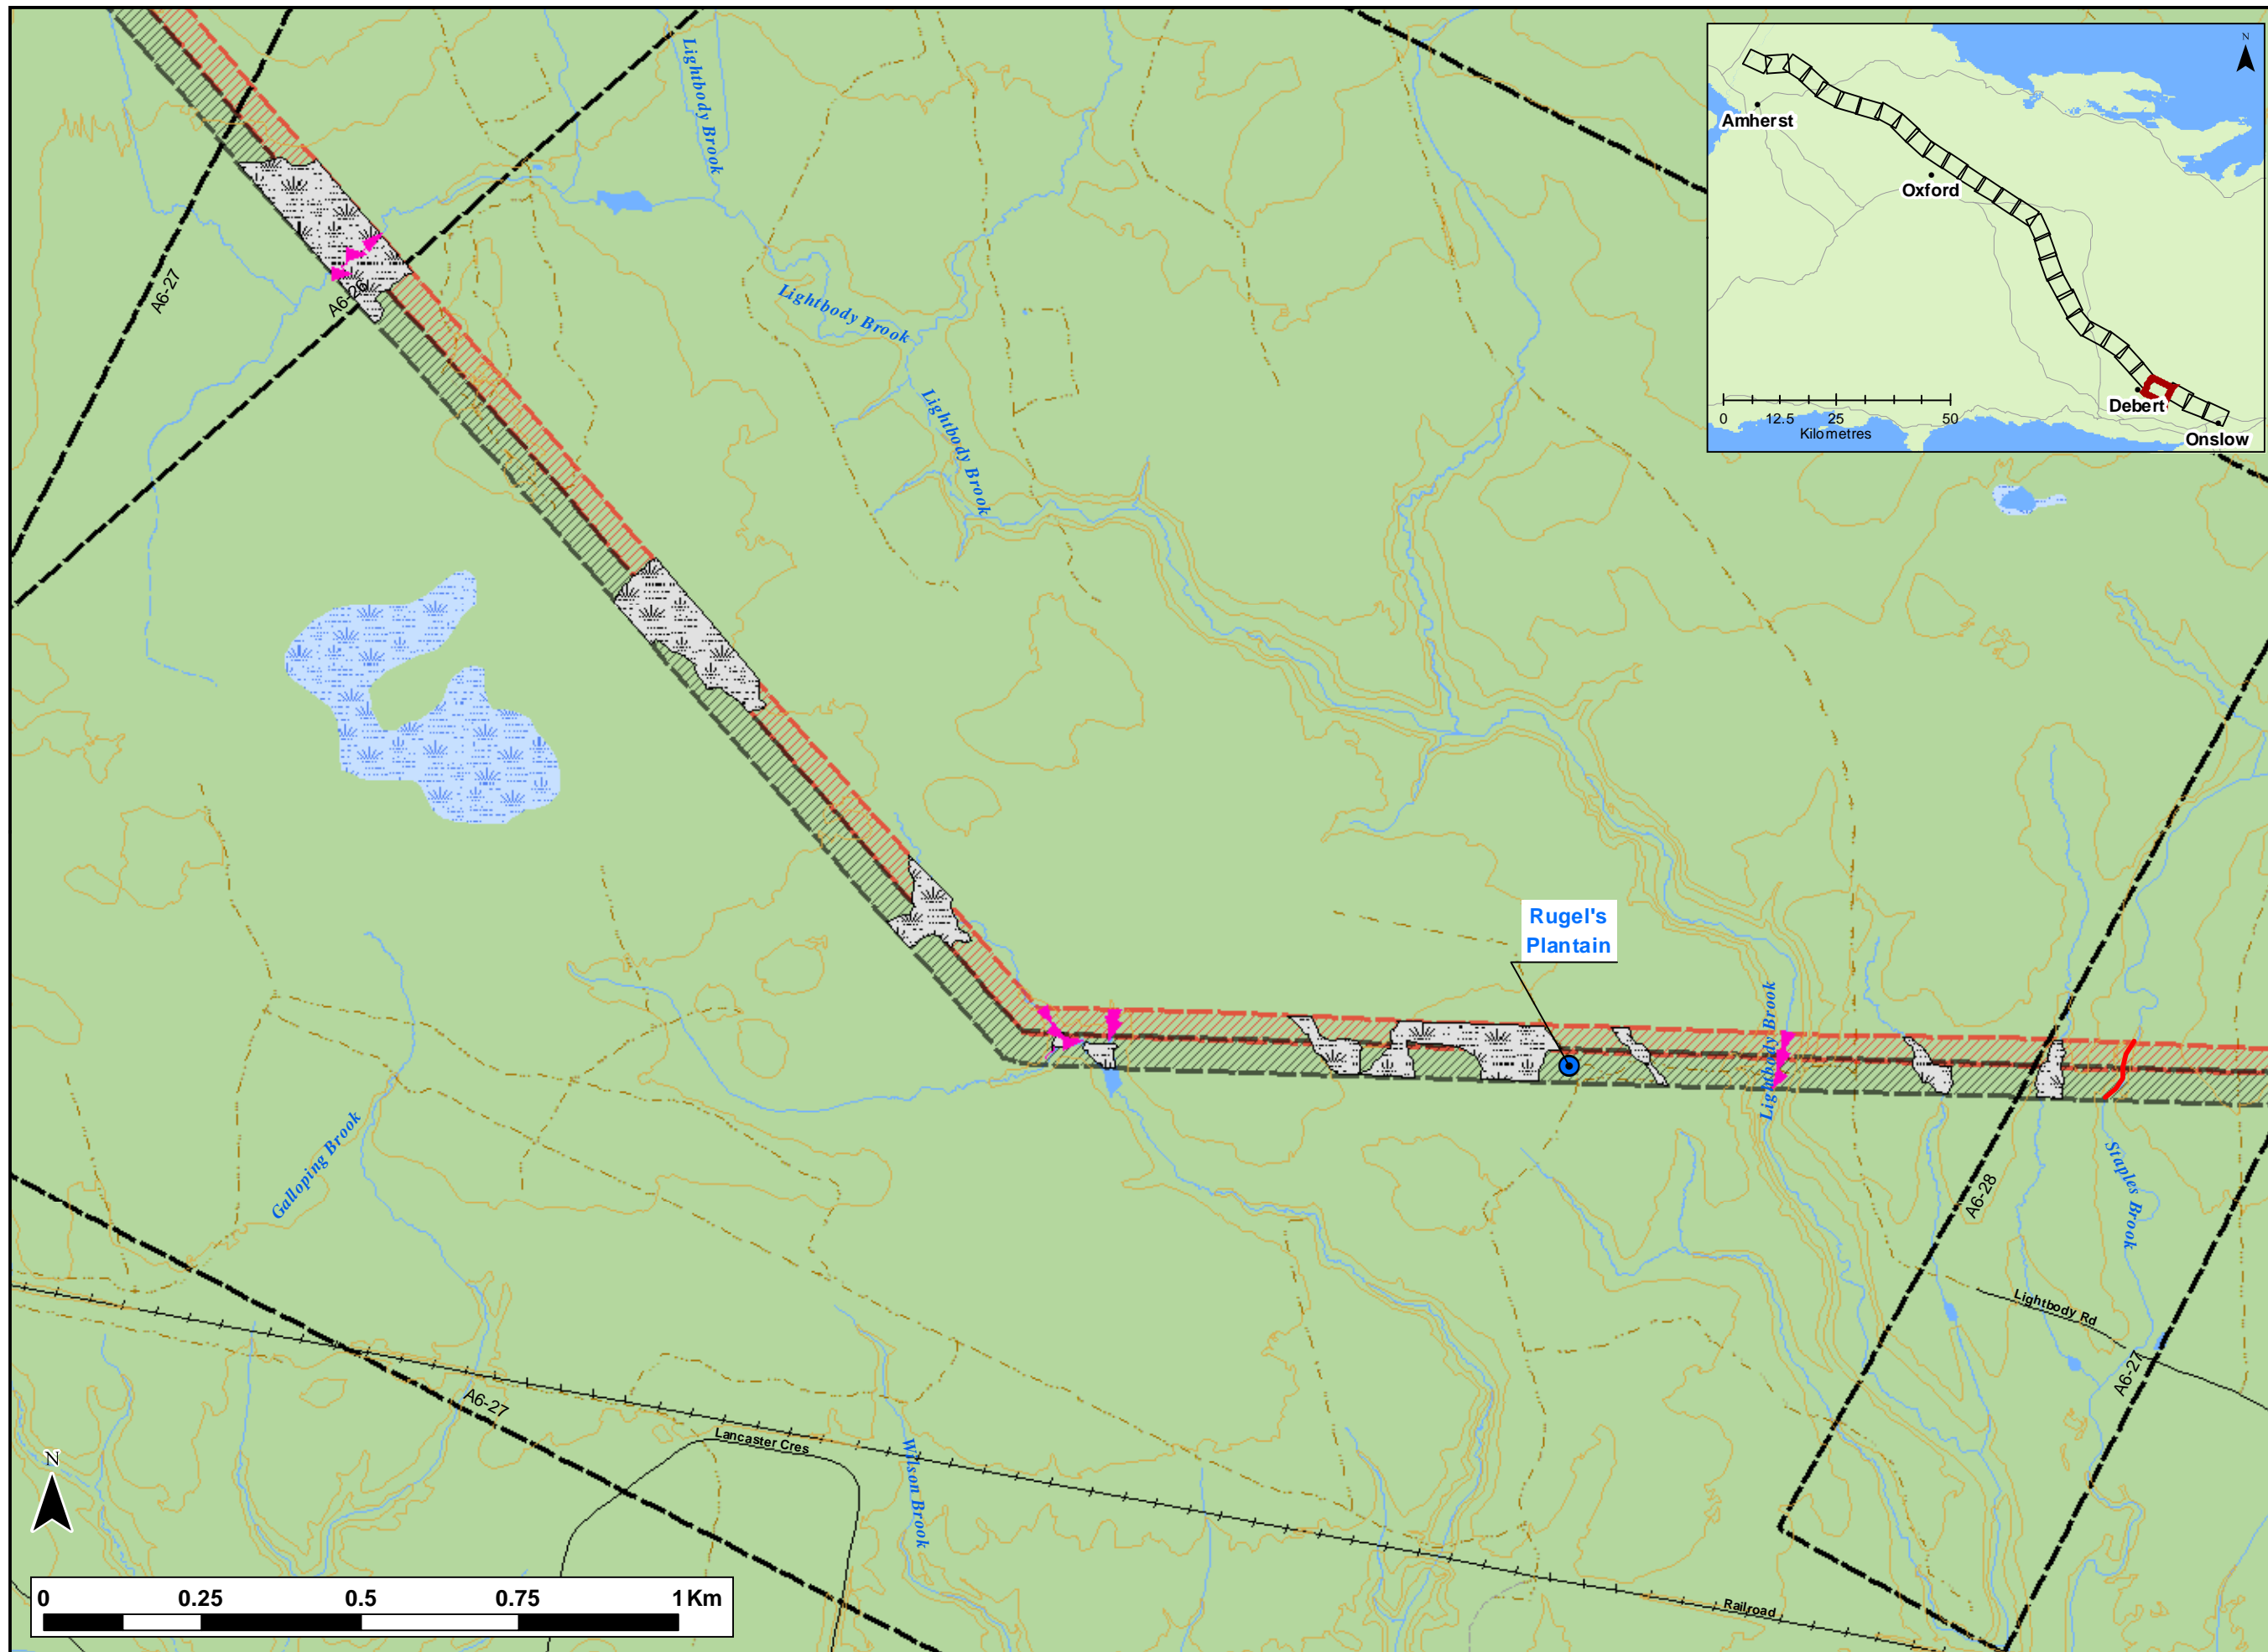 Lightbody Brook
N
Amherst
Oxford
Debert
Onslow
0 12.5 25 50
Kilometres
A6-27
A6-26
Lightbody Brook
Lightbody Brook
Rugel's
Plantain
Lightbody Brook
Galloping Brook
Staples Brook
A6-28
Lightbody Rd
A6-27
A6-27
Lancaster Cres
Wilson Brook
N
Railroad
0 0.25 0.5 0.75 1 Km